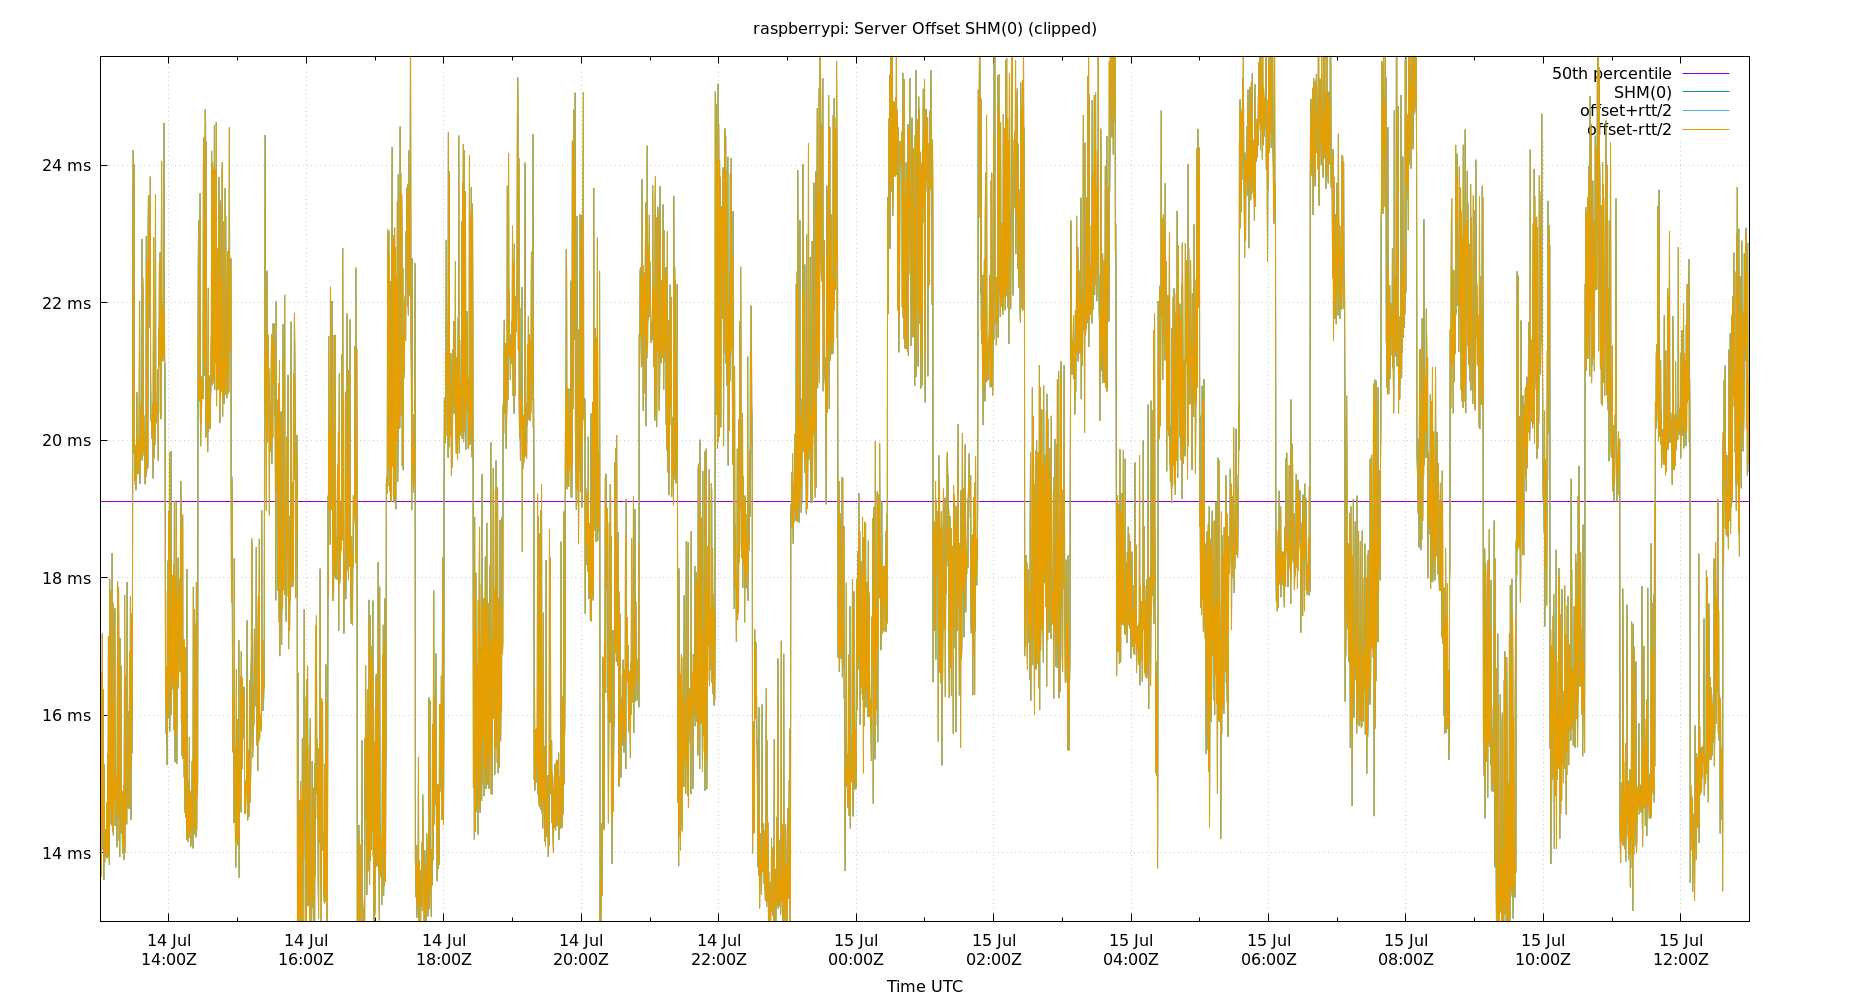 raspberrypi: Server Offset SHM(0) (clipped)
50th percentile
SHM(0)
offset+rtt/2
offset-rtt/2
24 ms
22 ms
20 ms
18 ms
16 ms
14 ms
14 Jul 14 Jul 14 Jul 14 Jul 14 Jul 15 Jul 15 Jul 15 Jul 15 Jul 15 Jul 15 Jul 15 Jul
14:00Z 16:00Z 18:00Z 20:00Z 22:00Z 00:00Z 02:00Z 04:00Z 06:00Z 08:00Z 10:00Z 12:00Z
Time UTC